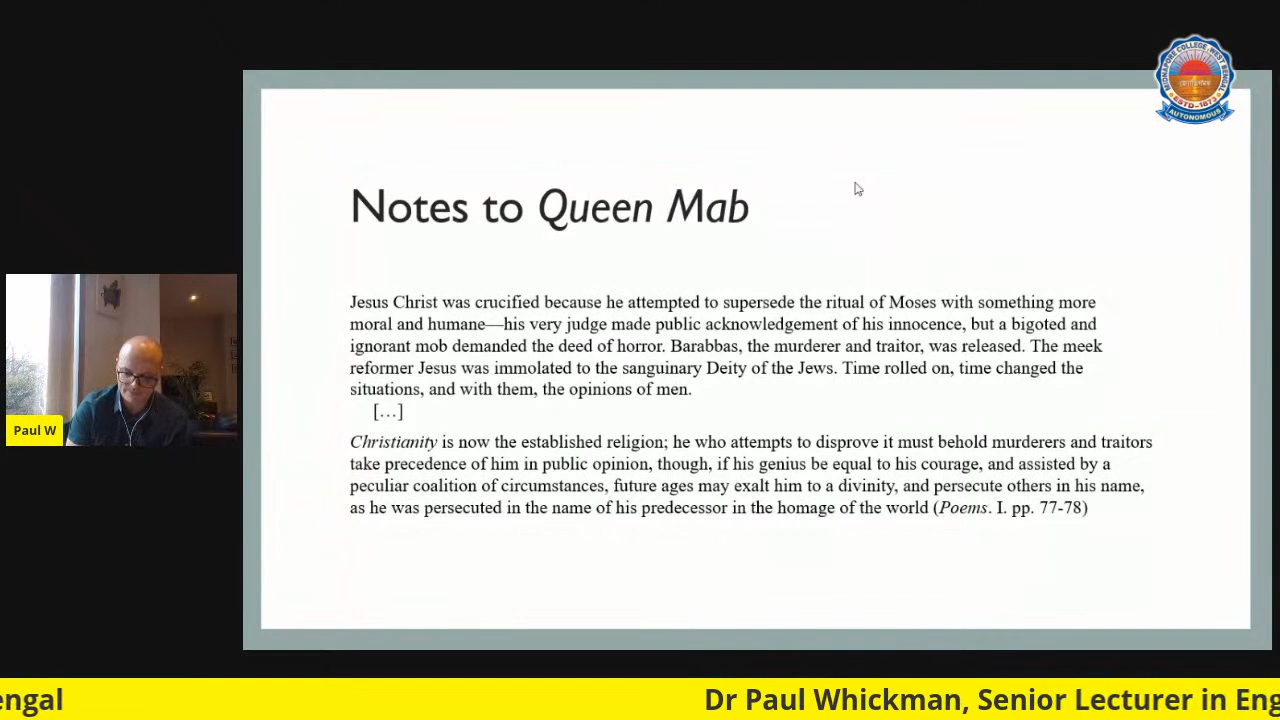 MIDNAPORE COLLEGE, WEST BENGAL
ESTD-1873
AUTONOMOUS
Notes to Queen Mab
Jesus Christ was crucified because he attempted to supersede the ritual of Moses with something more
moral and humane—his very judge made public acknowledgement of his innocence, but a bigoted and
ignorant mob demanded the deed of horror. Barabbas, the murderer and traitor, was released. The meek
reformer Jesus was immolated to the sanguinary Deity of the Jews. Time rolled on, time changed the
situations, and with them, the opinions of men.
[…]
Christianity is now the established religion; he who attempts to disprove it must behold murderers and traitors
take precedence of him in public opinion, though, if his genius be equal to his courage, and assisted by a
peculiar coalition of circumstances, future ages may exalt him to a divinity, and persecute others in his name,
as he was persecuted in the name of his predecessor in the homage of the world (Poems. I. pp. 77-78)
Paul W
engal
Dr Paul Whickman, Senior Lecturer in Eng